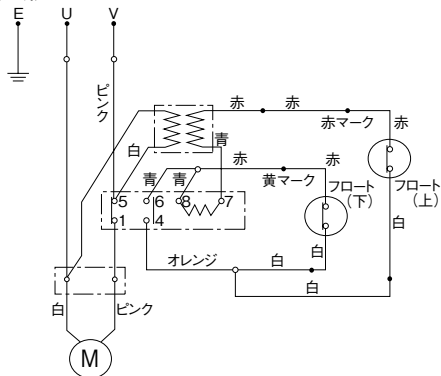 E U V
ピンク
赤 赤
赤マーク 赤
白 青
青 青 赤
黄マーク 赤
フロート
(上)
フロート
(下)
5 6 8 7
1 4
白
白
オレンジ 白
白
白 ピンク
M